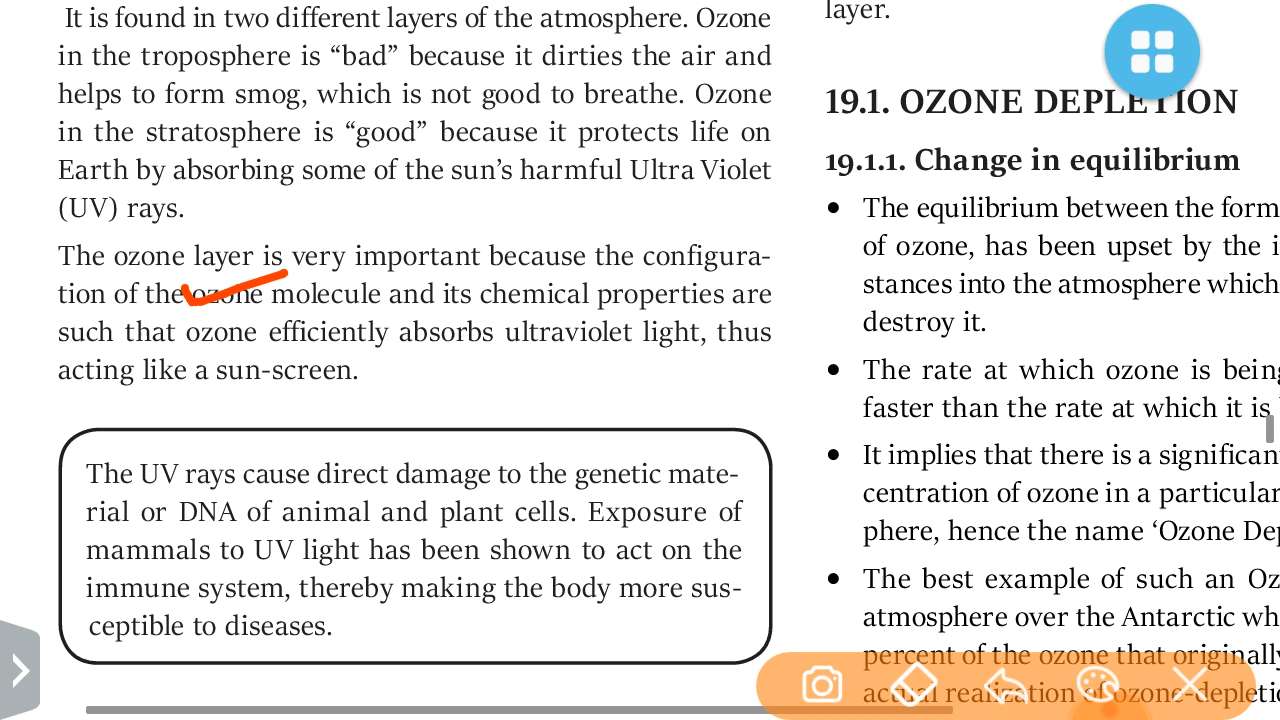 It is found in two different layers of the atmosphere. Ozone
in the troposphere is “bad” because it dirties the air and
helps to form smog, which is not good to breathe. Ozone
in the stratosphere is “good” because it protects life on
Earth by absorbing some of the sun’s harmful Ultra Violet
(UV) rays.
The ozone layer is very important because the configura-
tion of the ozone molecule and its chemical properties are
such that ozone efficiently absorbs ultraviolet light, thus
acting like a sun-screen.
The UV rays cause direct damage to the genetic mate-
rial or DNA of animal and plant cells. Exposure of
mammals to UV light has been shown to act on the
immune system, thereby making the body more sus-
ceptible to diseases.
layer.
19.1. OZONE DEPLETION
19.1.1. Change in equilibrium
• The equilibrium between the form
of ozone, has been upset by the i
stances into the atmosphere which
destroy it.
• The rate at which ozone is being
faster than the rate at which it is
• It implies that there is a significan
centration of ozone in a particular
phere, hence the name ‘Ozone Dep
• The best example of such an Oz
atmosphere over the Antarctic wh
percent of the ozone that originally
actual realization of ozone-depletio